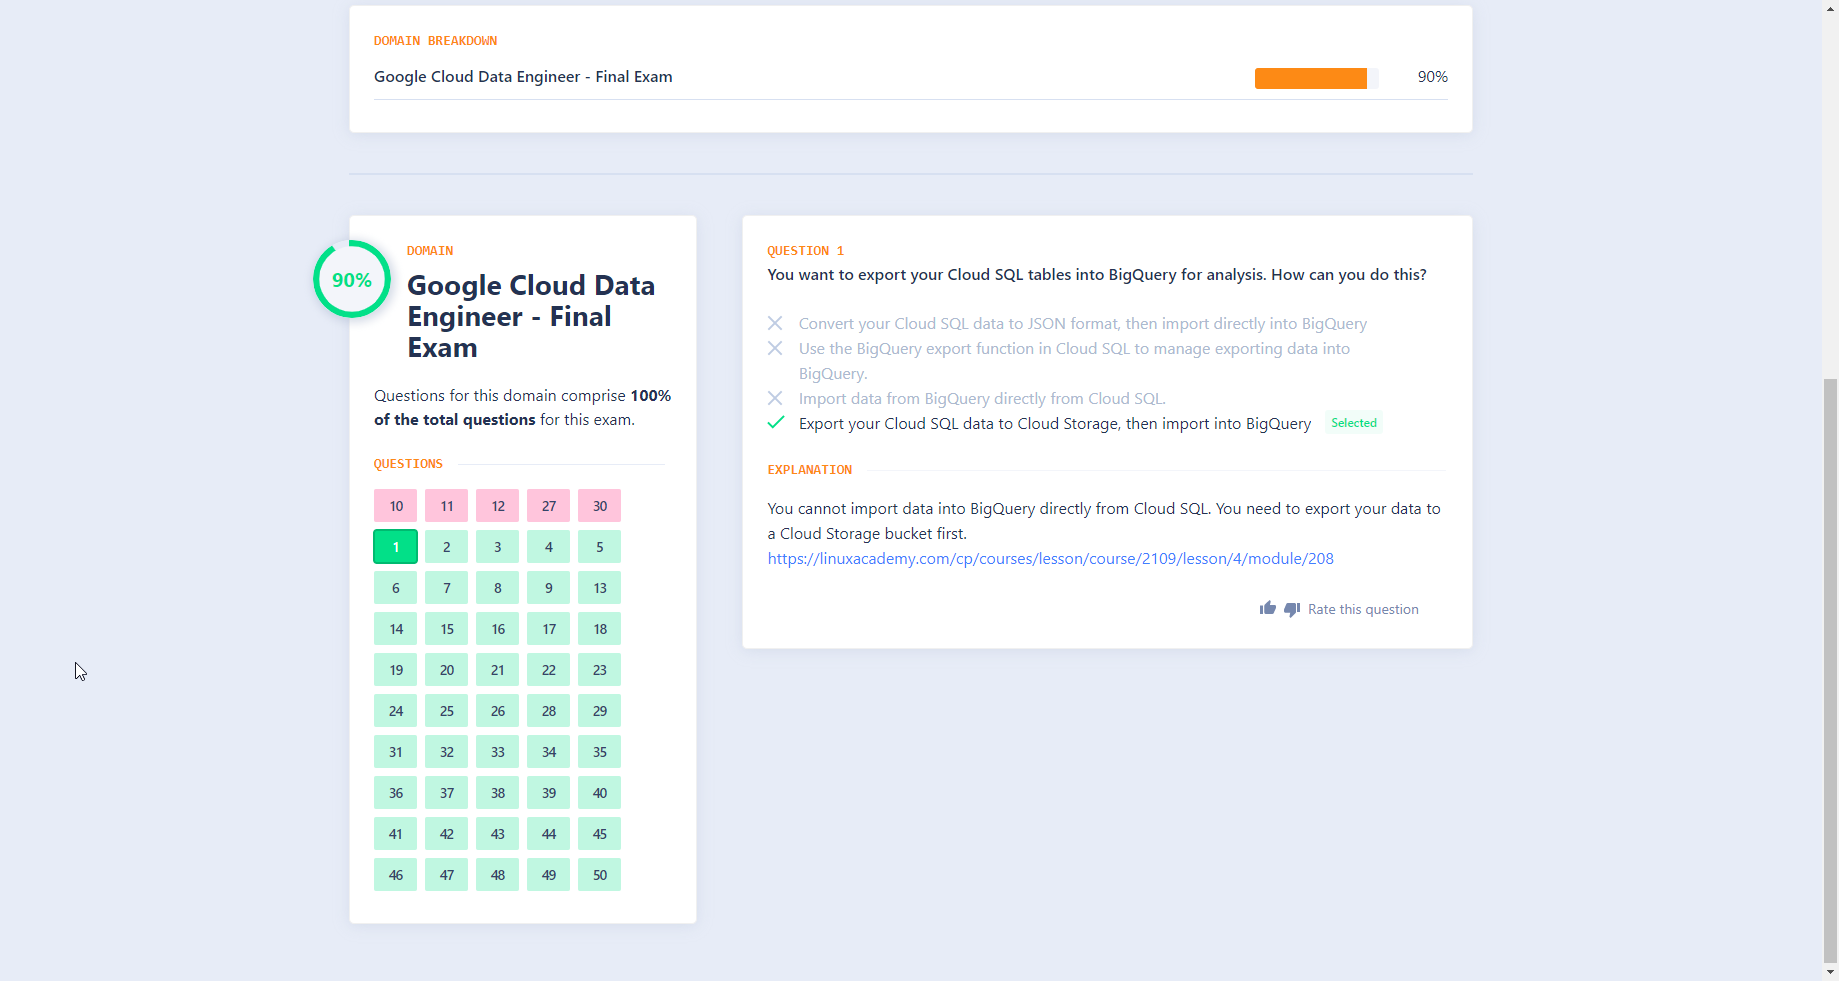 DOMAIN BREAKDOWN
Google Cloud Data Engineer - Final Exam
90%
90%
DOMAIN
Google Cloud Data
Engineer - Final
Exam
Questions for this domain comprise 100%
of the total questions for this exam.
QUESTIONS
10 11 12 27 30
1 2 3 4 5
6 7 8 9 13
14 15 16 17 18
19 20 21 22 23
24 25 26 28 29
31 32 33 34 35
36 37 38 39 40
41 42 43 44 45
46 47 48 49 50
QUESTION 1
You want to export your Cloud SQL tables into BigQuery for analysis. How can you do this?
Convert your Cloud SQL data to JSON format, then import directly into BigQuery
Use the BigQuery export function in Cloud SQL to manage exporting data into
BigQuery.
Import data from BigQuery directly from Cloud SQL.
Export your Cloud SQL data to Cloud Storage, then import into BigQuery Selected
EXPLANATION
You cannot import data into BigQuery directly from Cloud SQL. You need to export your data to
a Cloud Storage bucket first.
https://linuxacademy.com/cp/courses/lesson/course/2109/lesson/4/module/208
Rate this question